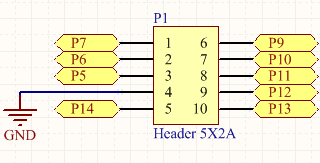 P1
P7 1 6 P9
P6 2 7 P10
P5 3 8 P11
4 9 P12
P14 5 10 P13
GND
Header 5X2A